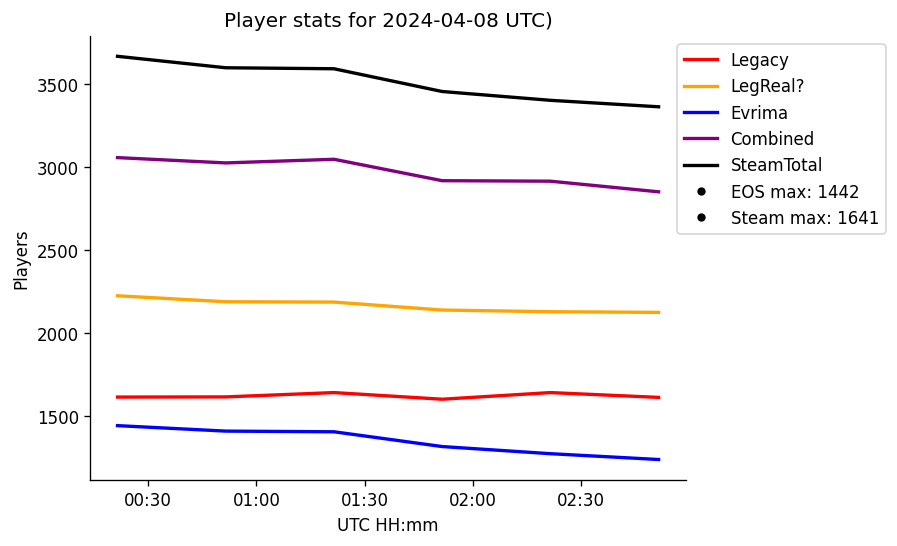 Player stats for 2024-04-08 UTC)
Legacy
LegReal?
Evrima
Combined
SteamTotal
EOS max: 1442
Steam max: 1641
Players
3500
3000
2500
2000
1500
00:30 01:00 01:30 02:00 02:30
UTC HH:mm